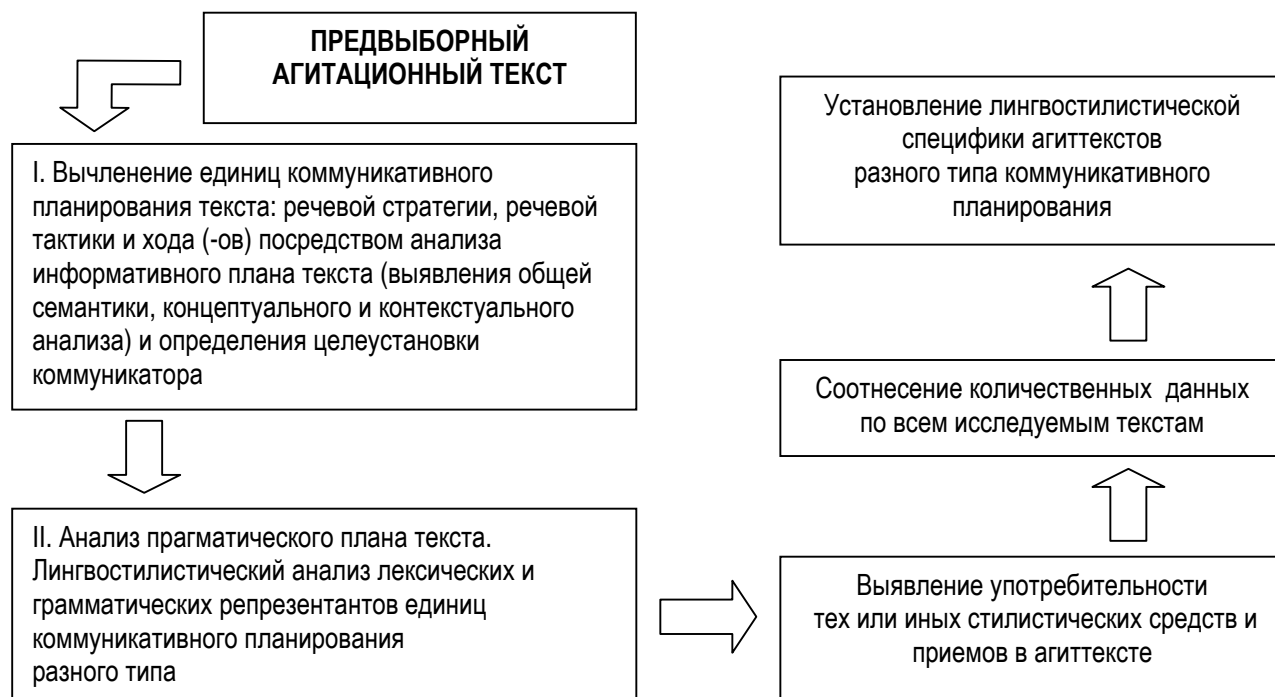 ПРЕДВЫБОРНЫЙ
АГИТАЦИОННЫЙ ТЕКСТ
I. Вычленение единиц коммуникативного
планирования текста: речевой стратегии, речевой
тактики и хода (-ов) посредством анализа
информативного плана текста (выявления общей
семантики, концептуального и контекстуального
анализа) и определения целеустановки
коммуникатора
II. Анализ прагматического плана текста.
Лингвостилистический анализ лексических и
грамматических репрезентантов единиц
коммуникативного планирования
разного типа
Выявление употребительности
тех или иных стилистических средств и
приемов в агиттексте
Соотнесение количественных данных
по всем исследуемым текстам
Установление лингвостилистической
специфики агиттекстов
разного типа коммуникативного
планирования